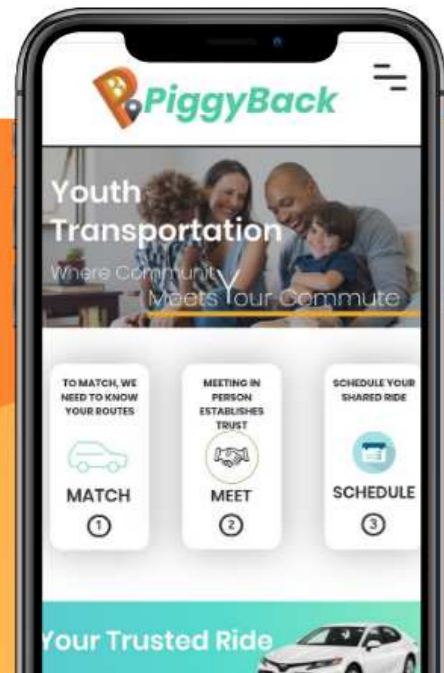 PiggyBack
Youth
Transportation
Where Community
Meets Your Commute
TO MATCH, WE
NEED TO KNOW
YOUR ROUTES
MATCH
1
MEETING IN
PERSON
ESTABLISHES
TRUST
MEET
2
SCHEDULE YOUR
SHARED RIDE
SCHEDULE
3
Your Trusted Ride